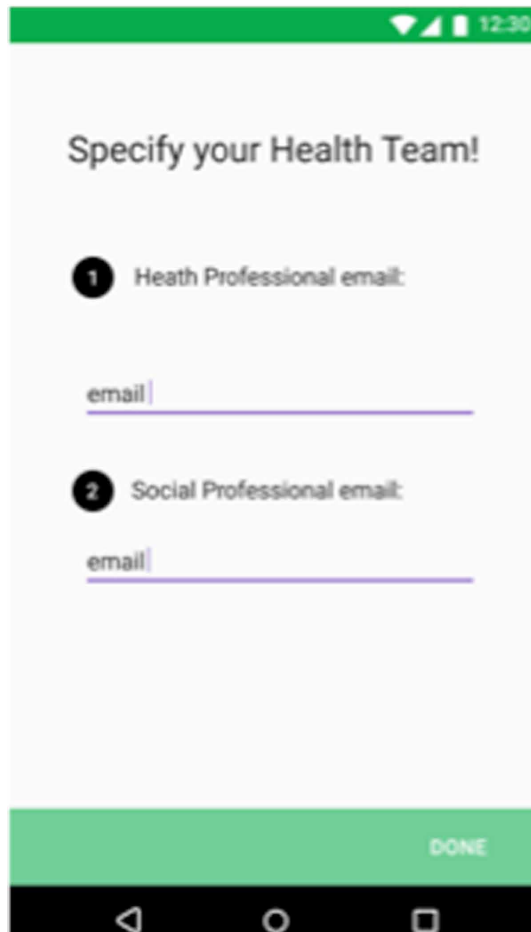 12:30
Specify your Health Team!
1 Heath Professional email:
email
2 Social Professional email:
email
DONE